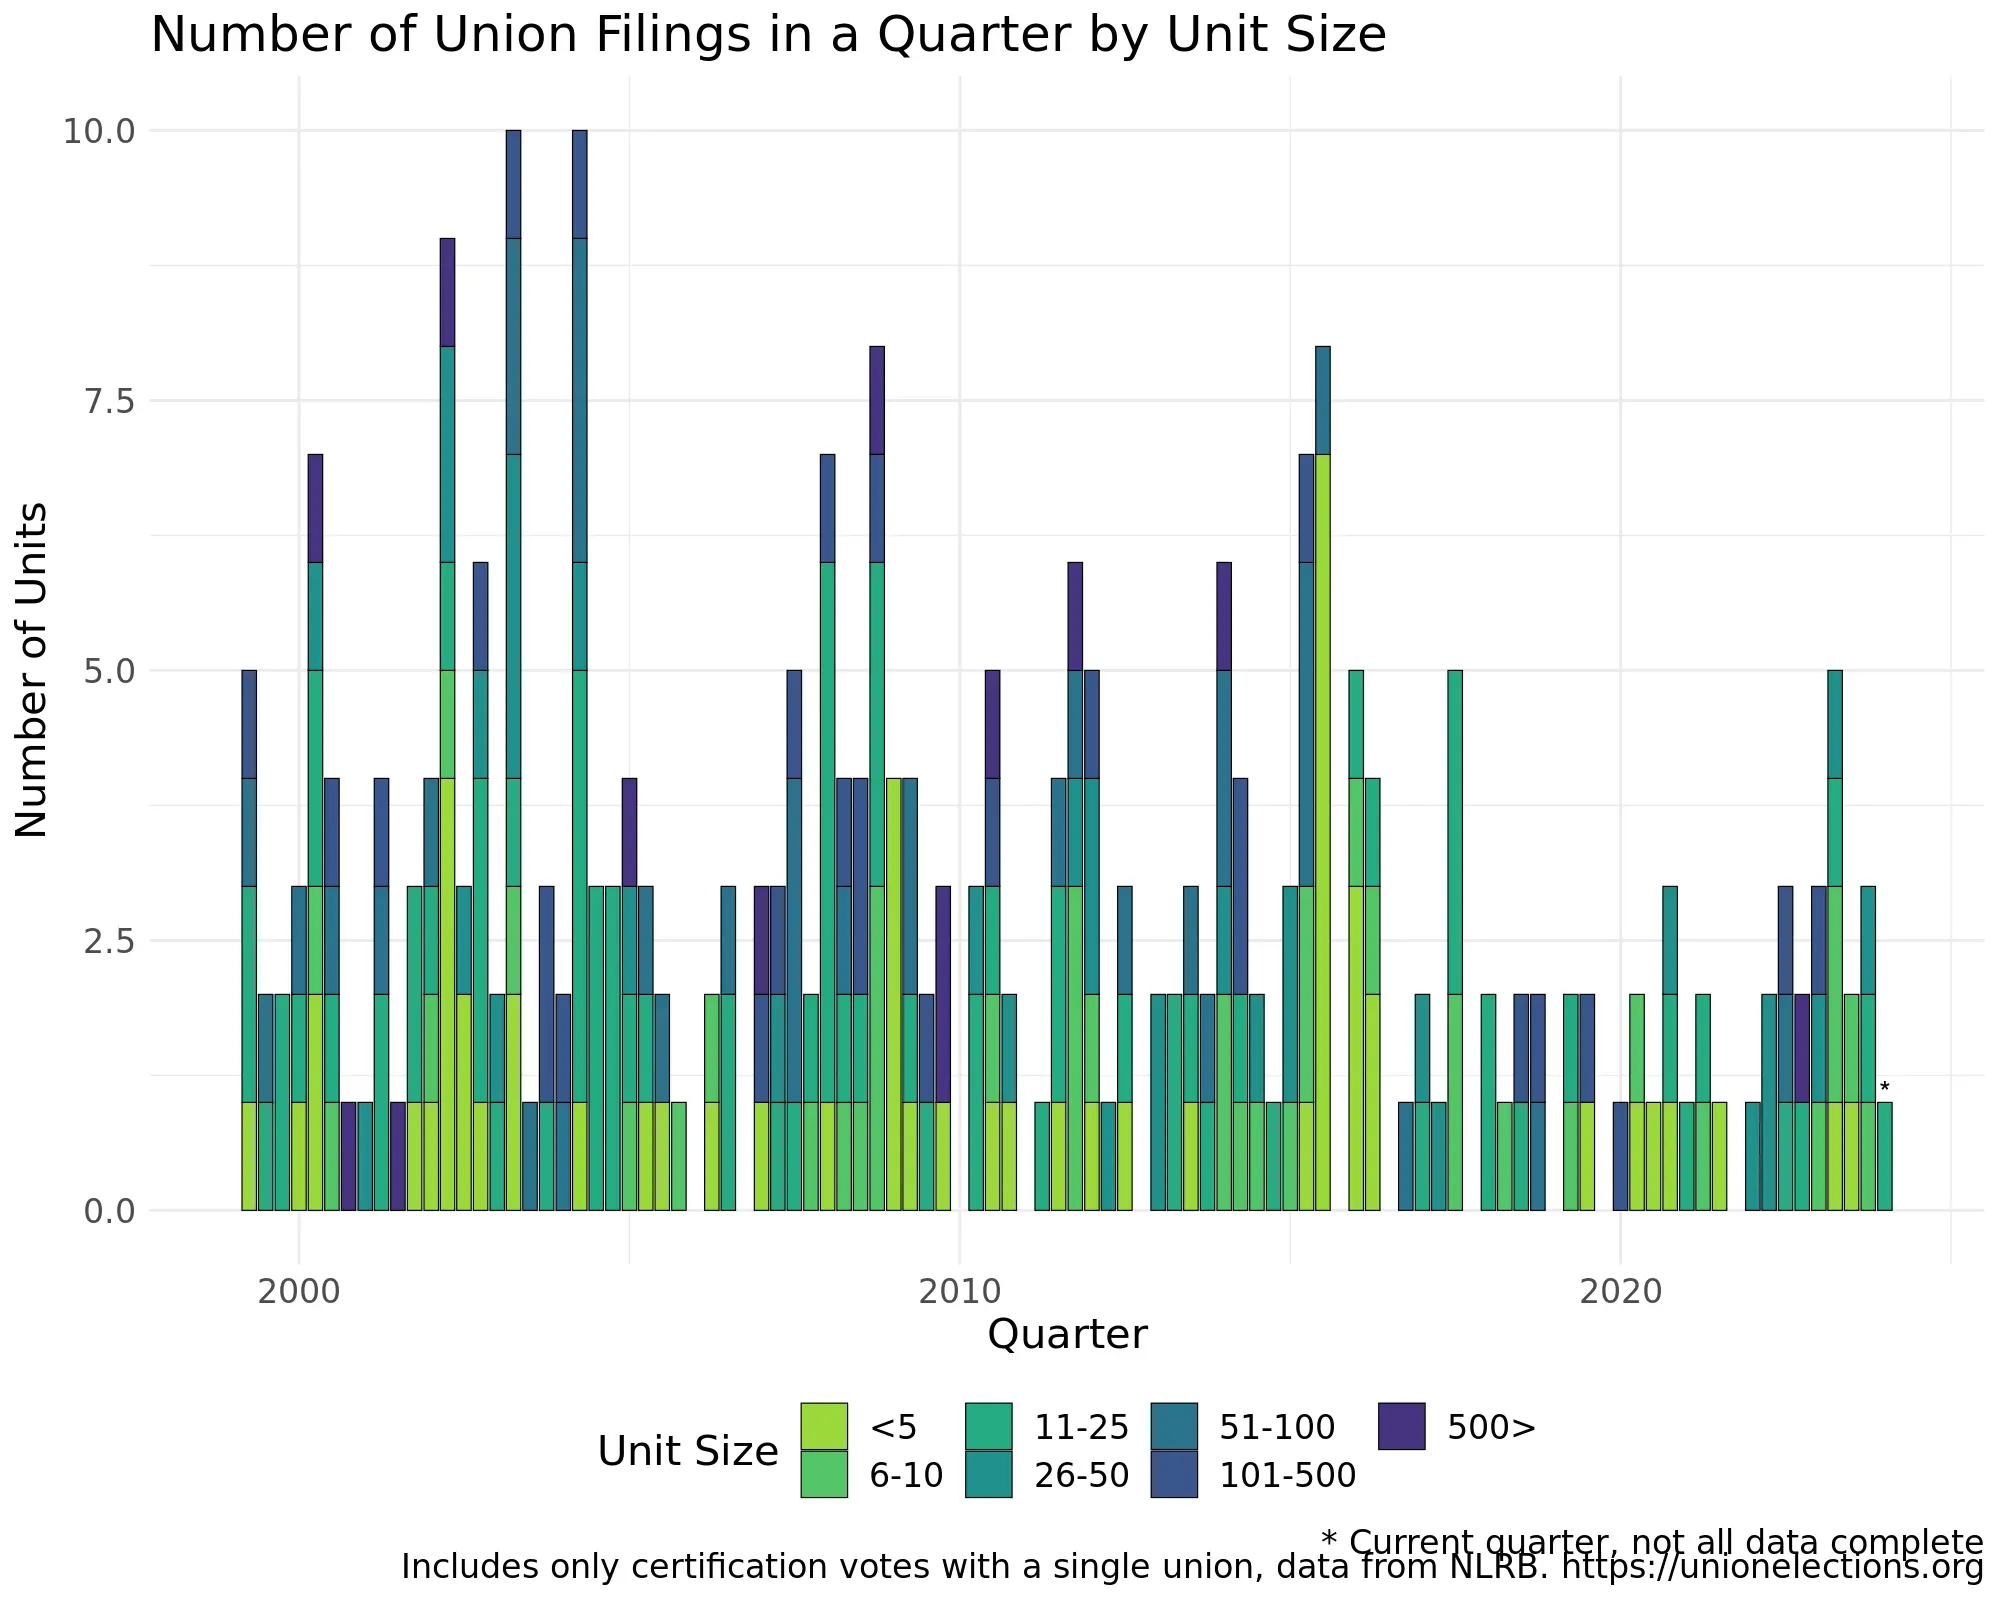 Number of Union Filings in a Quarter by Unit Size
Number of Units
10.0
7.5
5.0
2.5
0.0
*
2000 2010 2020
Quarter
Unit Size
<5 11-25 51-100 500>
6-10 26-50 101-500
* Current quarter, not all data complete
Includes only certification votes with a single union, data from NLRB. https://unionelections.org